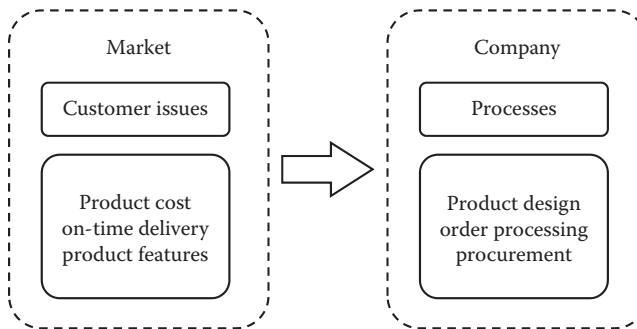 Market
Customer issues
Product cost
on-time delivery
product features
Company
Processes
Product design
order processing
procurement